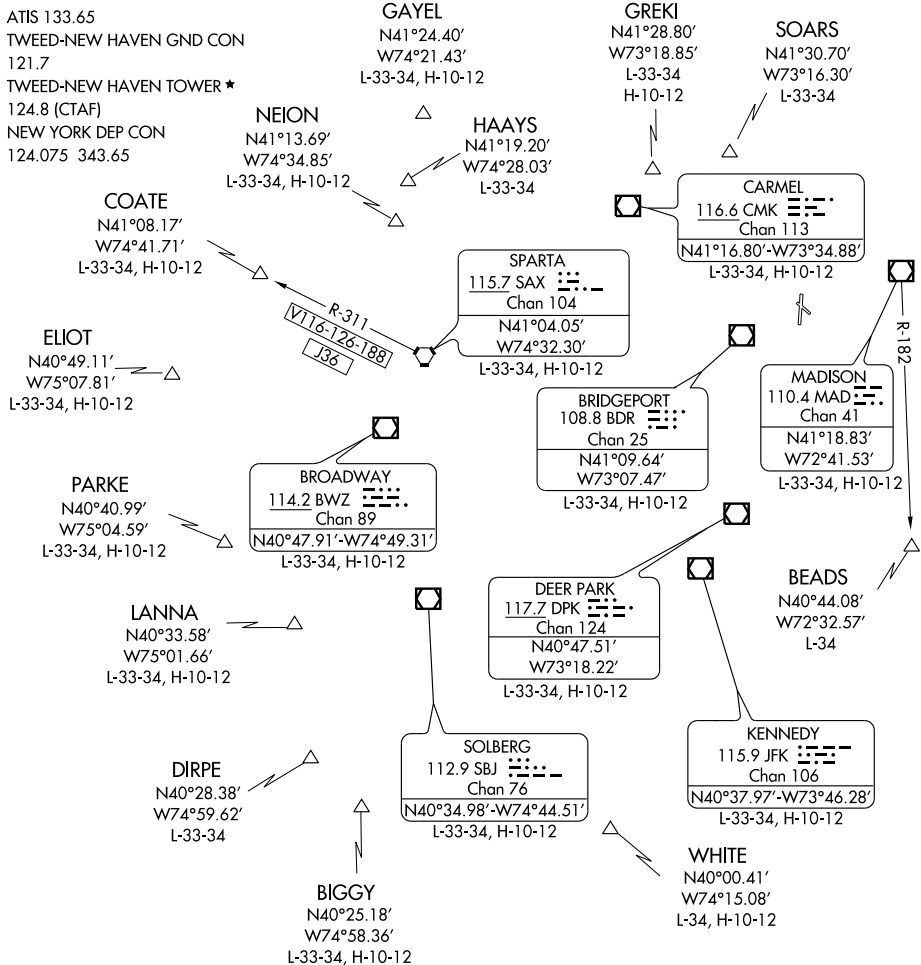 ATIS 133.65
TWEED-NEW HAVEN GND CON
121.7
TWEED-NEW HAVEN TOWER ★
124.8 (CTAF)
NEW YORK DEP CON
124.075 343.65
GAYEL
N41°24.40′
W74°21.43′
L-33-34, H-10-12
GREKI
N41°28.80′
W73°18.85′
L-33-34
H-10-12
SOARS
N41°30.70′
W73°16.30′
L-33-34
NEION
N41°13.69′
W74°34.85′
L-33-34, H-10-12
HAAYS
N41°19.20′
W74°28.03′
L-33-34
COATE
N41°08.17′
W74°41.71′
L-33-34, H-10-12
CARMEL
116.6 CMK
Chan 113
N41°16.80′-W73°34.88′
L-33-34, H-10-12
SPARTA
115.7 SAX
Chan 104
N41°04.05′
W74°32.30′
L-33-34, H-10-12
R-311
V116-126-188
J36
R-182
ELIOT
N40°49.11′
W75°07.81′
L-33-34, H-10-12
BRIDGEPORT
108.8 BDR
Chan 25
N41°09.64′
W73°07.47′
L-33-34, H-10-12
MADISON
110.4 MAD
Chan 41
N41°18.83′
W72°41.53′
L-33-34, H-10-12
BROADWAY
114.2 BWZ
Chan 89
N40°47.91′-W74°49.31′
L-33-34, H-10-12
PARKE
N40°40.99′
W75°04.59′
L-33-34, H-10-12
DEER PARK
117.7 DPK
Chan 124
N40°47.51′
W73°18.22′
L-33-34, H-10-12
BEADS
N40°44.08′
W72°32.57′
L-34
LANNA
N40°33.58′
W75°01.66′
L-33-34, H-10-12
SOLBERG
112.9 SBJ
Chan 76
N40°34.98′-W74°44.51′
L-33-34, H-10-12
KENNEDY
115.9 JFK
Chan 106
N40°37.97′-W73°46.28′
L-33-34, H-10-12
DIRPE
N40°28.38′
W74°59.62′
L-33-34
WHITE
N40°00.41′
W74°15.08′
L-34, H-10-12
BIGGY
N40°25.18′
W74°58.36′
L-33-34, H-10-12